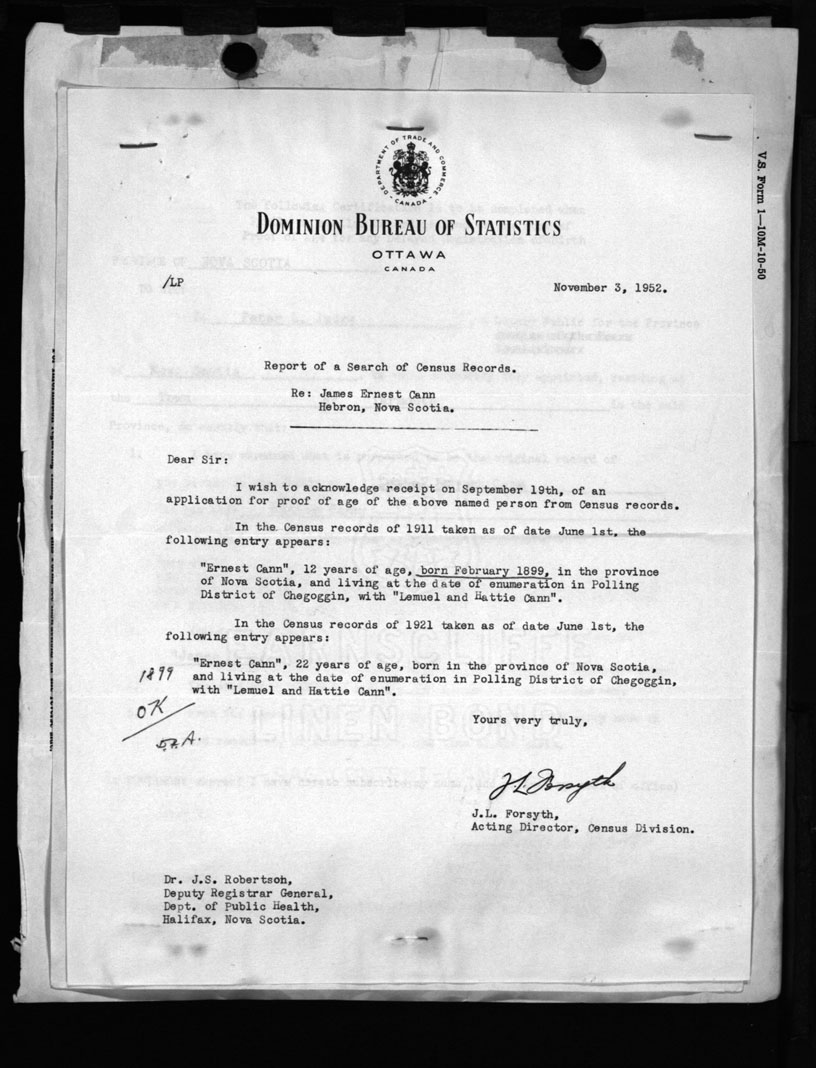 DEPARTMENT OF TRADE AND COMMERCE
CANADA
DOMINION BUREAU OF STATISTICS
OTTAWA
CANADA
V.S. Form 1—10M-10-50
/LP
November 3, 1952.
Report of a Search of Census Records.
Re: James Ernest Cann
Hebron, Nova Scotia.
Dear Sir:
I wish to acknowledge receipt on September 19th, of an
application for proof of age of the above named person from Census records.
In the Census records of 1911 taken as of date June 1st, the
following entry appears:
"Ernest Cann", 12 years of age, born February 1899, in the province
of Nova Scotia, and living at the date of enumeration in Polling
District of Chegoggin, with "Lemuel and Hattie Cann".
In the Census records of 1921 taken as of date June 1st, the
following entry appears:
"Ernest Cann", 22 years of age, born in the province of Nova Scotia,
and living at the date of enumeration in Polling District of Chegoggin,
with "Lemuel and Hattie Cann".
1899
OK
Yours very truly,
J.L. Forsyth
J.L. Forsyth,
Acting Director, Census Division.
Dr. J.S. Robertson,
Deputy Registrar General,
Dept. of Public Health,
Halifax, Nova Scotia.
LINEN BOND